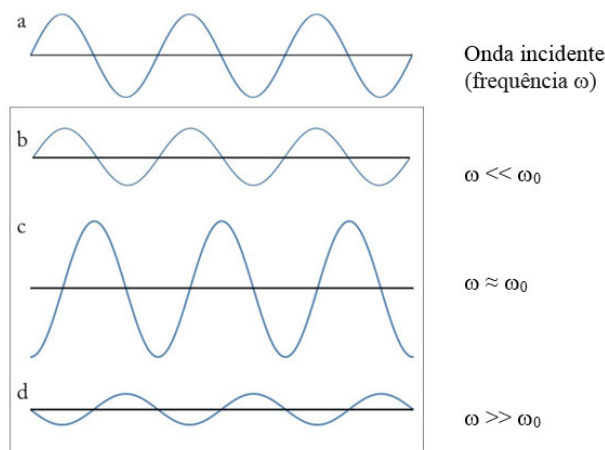 a
Onda incidente
(frequência ω)
b
ω << ω₀
c
ω ≈ ω₀
d
ω >> ω₀